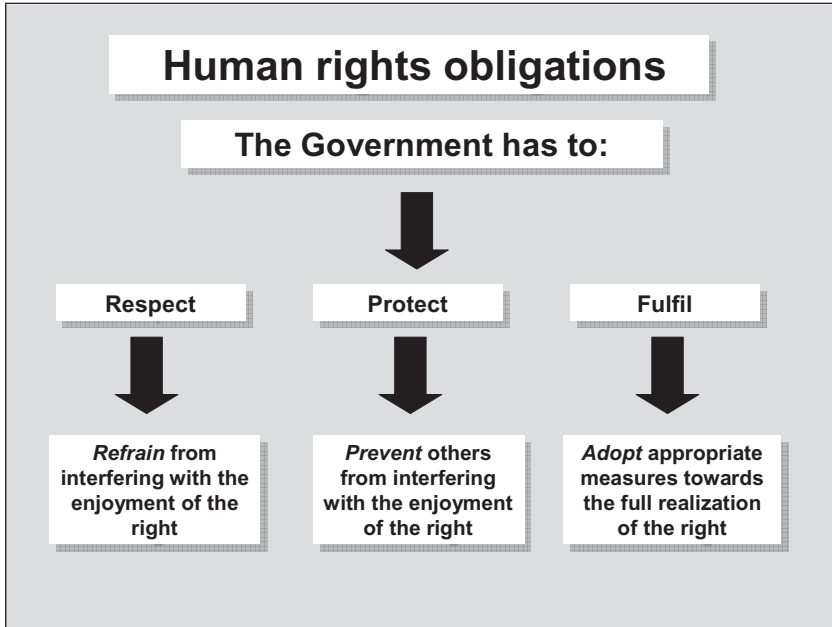 Human rights obligations
The Government has to:
Respect
Protect
Fulfil
Refrain from
interfering with the
enjoyment of the
right
Prevent others
from interfering
with the enjoyment
of the right
Adopt appropriate
measures towards
the full realization
of the right